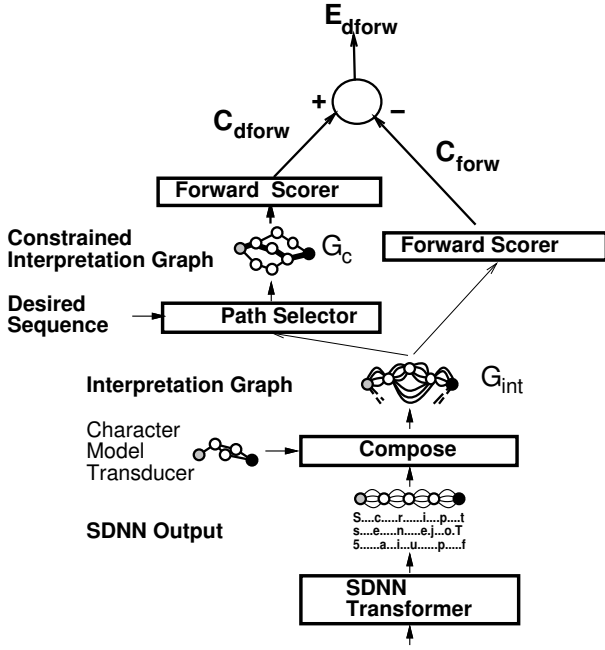 E_dforw
+
−
C_dforw
C_forw
Forward Scorer
Forward Scorer
Constrained
Interpretation Graph
G_c
Desired
Sequence
Path Selector
Interpretation Graph
G_int
Character
Model
Transducer
Compose
SDNN Output
S....c.....r......i....p....t
s...e....n....e.j...o.T
5......a...i...u......p.....f
SDNN
Transformer